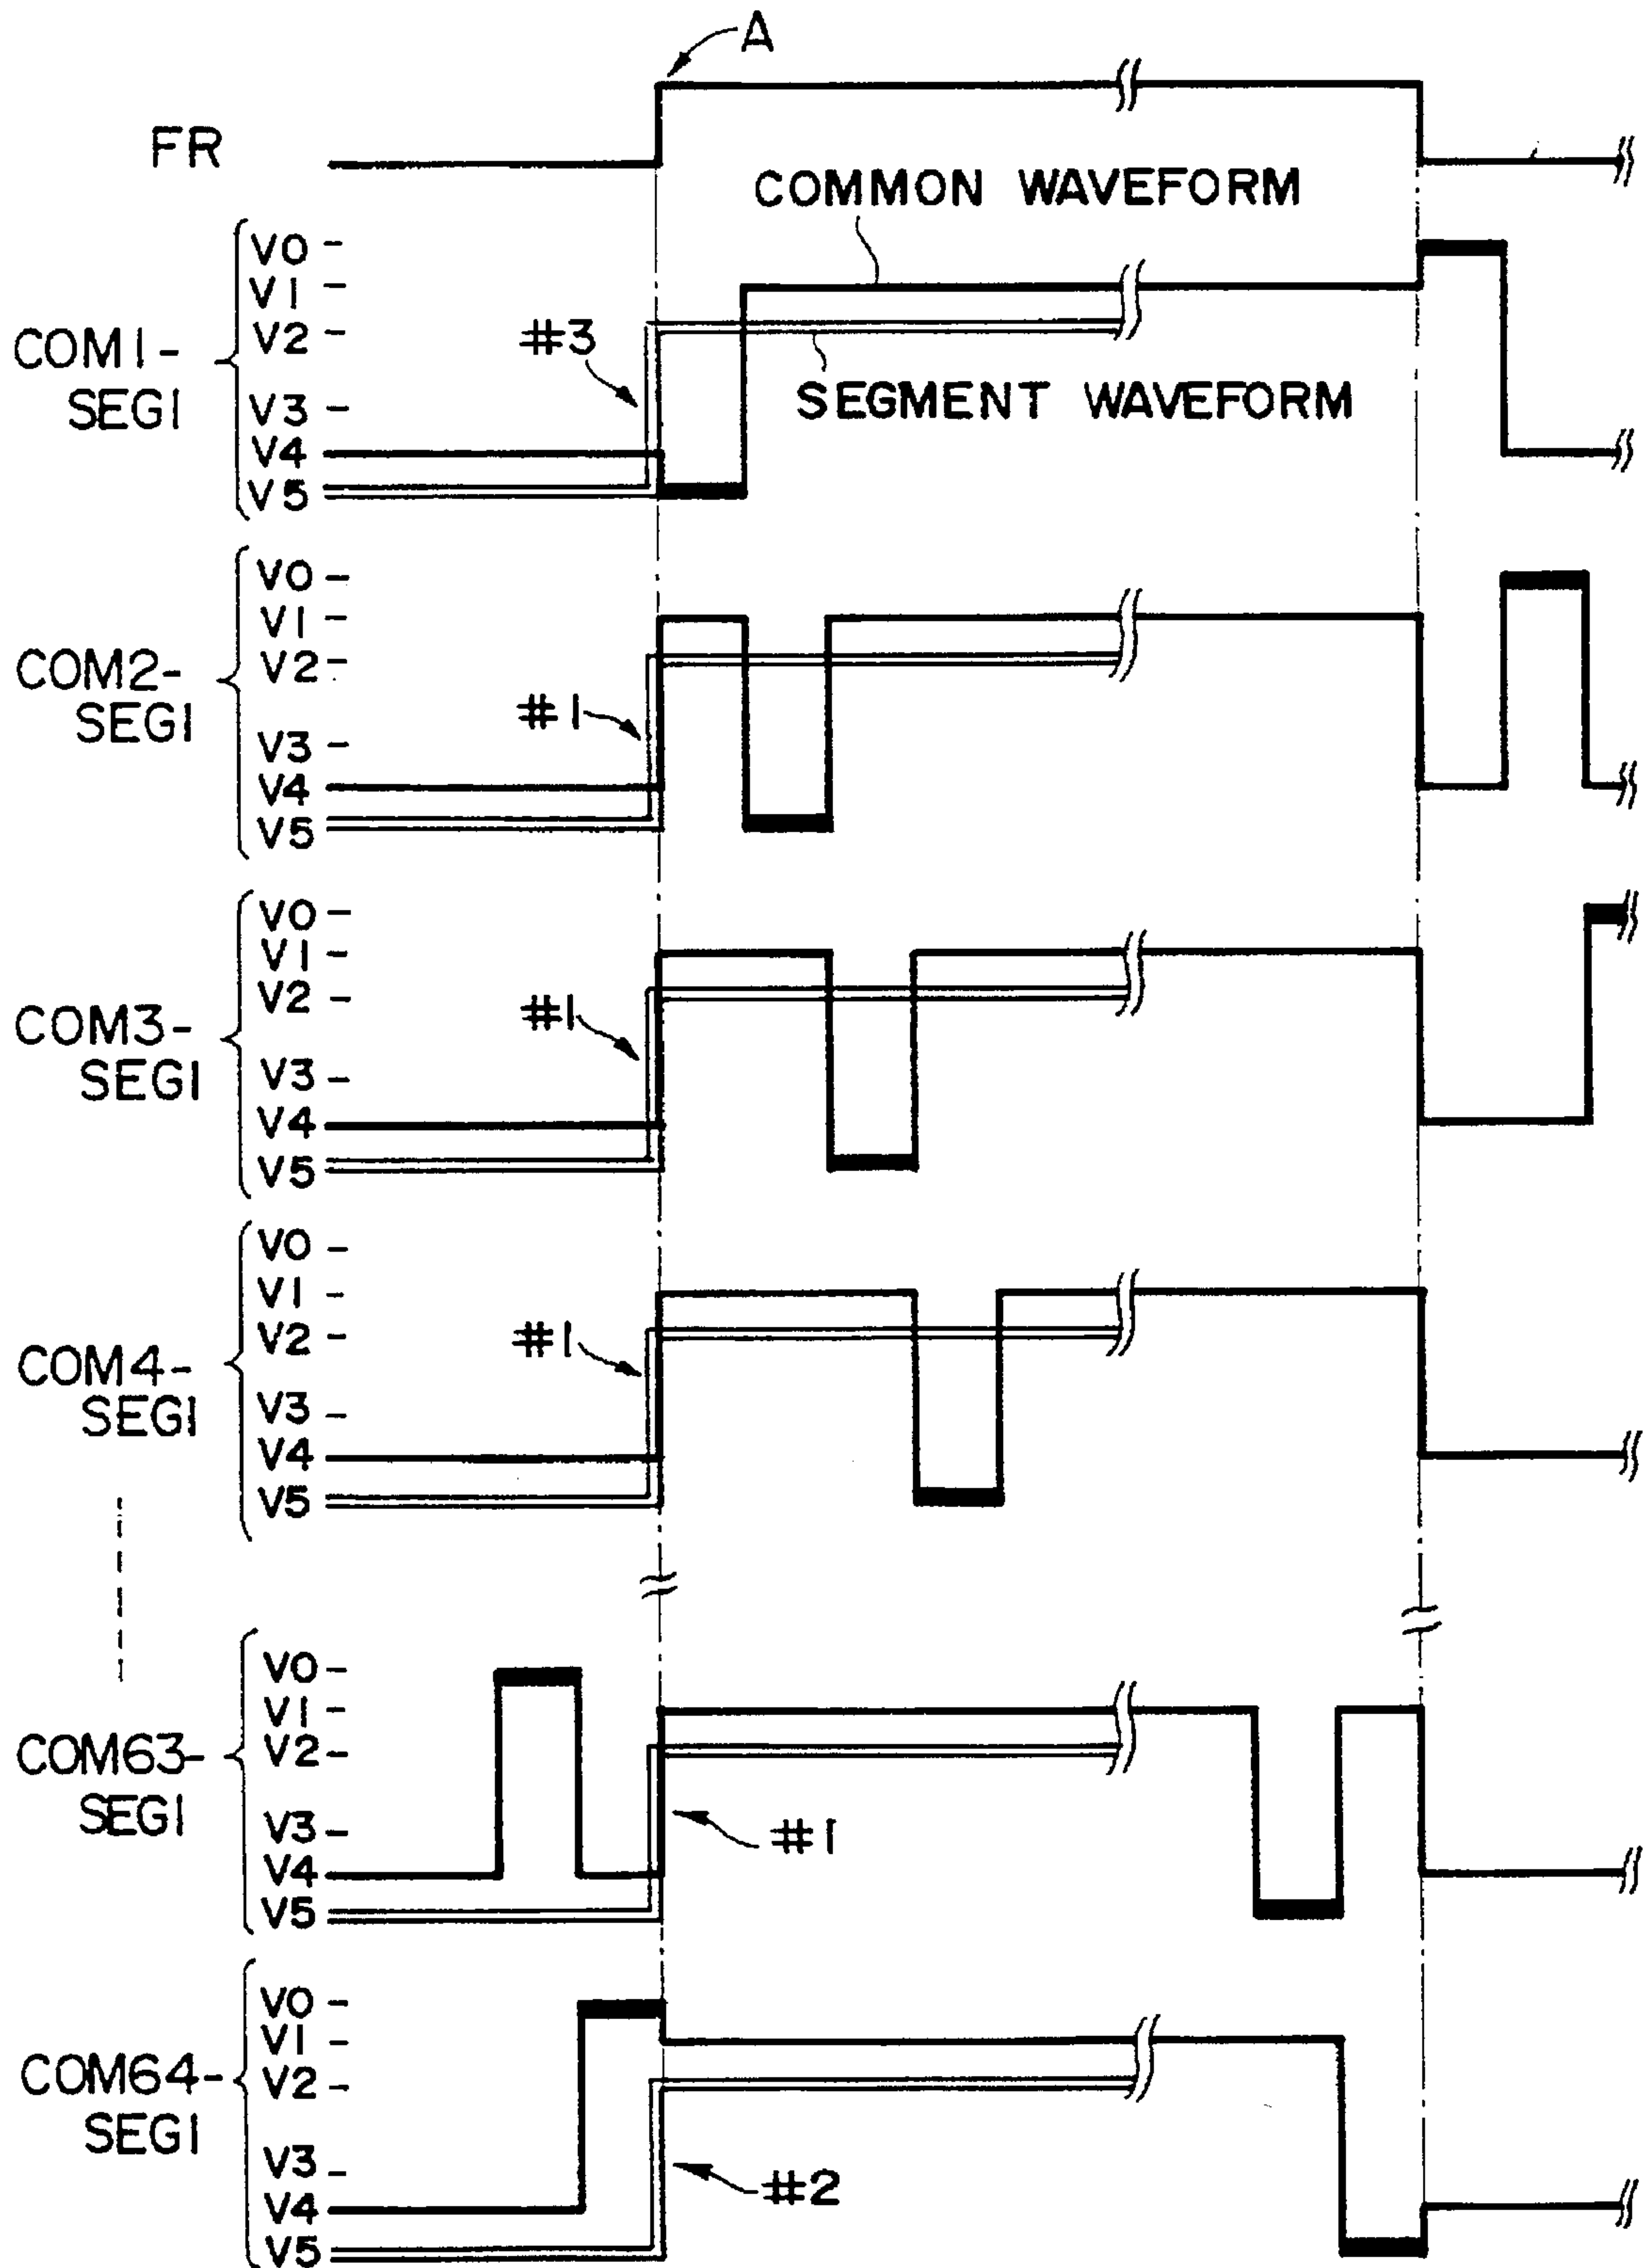 A
FR
COMMON WAVEFORM
V0
V1
COM1-
SEG1
V2
#3
SEGMENT WAVEFORM
V3
V4
V5
V0
V1
COM2-
SEG1
V2
#1
V3
V4
V5
V0
V1
V2
COM3-
SEG1
#1
V3
V4
V5
V0
V1
V2
#1
COM4-
SEG1
V3
V4
V5
V0
V1
V2
COM63-
SEG1
V3
#1
V4
V5
V0
V1
V2
COM64-
SEG1
V3
#2
V4
V5